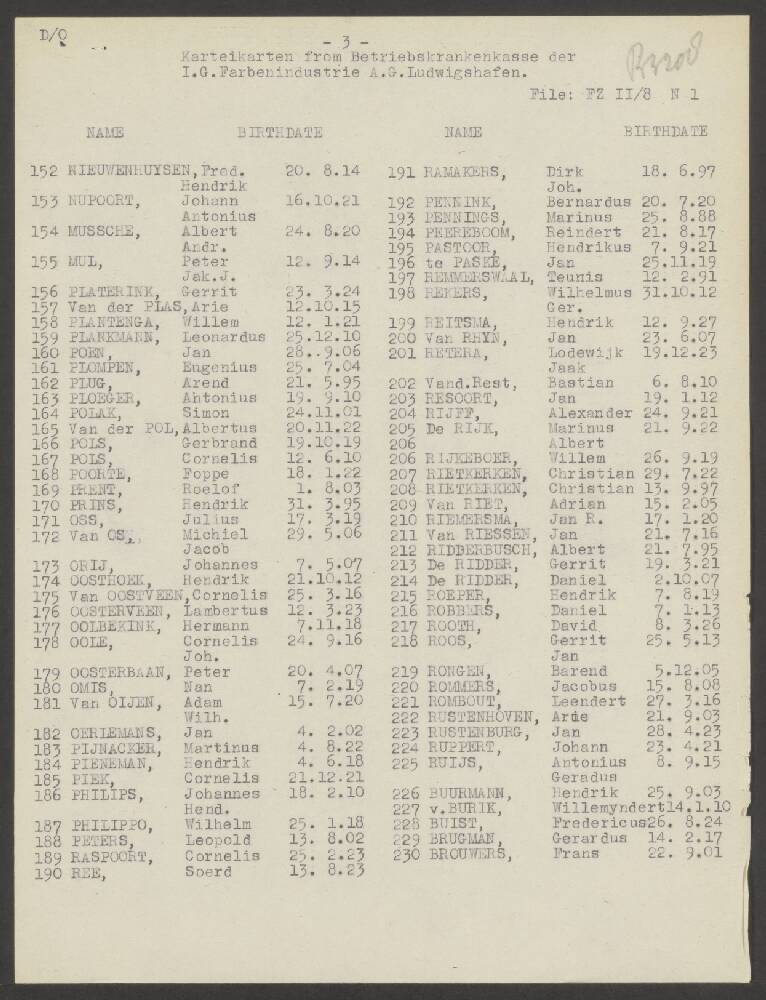 D/Q
- 3 -
Karteikarten from Betriebskrankenkasse der
I.G.Farbenindustrie A.G.Ludwigshafen.
File: FZ II/8 N 1
NAME BIRTHDATE
152 NIEUWENHUYSEN, Fred. 20. 8.14
Hendrik
153 NUPOORT, Johann 16.10.21
Antonius
154 MUSSCHE, Albert 24. 8.20
Andr.
155 MUL, Peter 12. 9.14
Jak.J.
156 PLATERINK, Gerrit 23. 3.24
157 Van der PLAS, Arie 12.10.15
158 PLANTENGA, Willem 12. 1.21
159 PLANKMANN, Leonardus 25.12.10
160 POEN, Jan 28..9.06
161 PLOMPEN, Eugenius 25. 7.04
162 PLUG, Arend 21. 5.95
163 PLOEGER, Ahtonius 19. 9.10
164 POLAK, Simon 24.11.01
165 Van der POL, Albertus 20.11.22
166 POLS, Gerbrand 19.10.19
167 POLS, Cornelis 12. 6.10
168 POORTE, Foppe 18. 1.22
169 PRENT, Roelof 1. 8.03
170 PRINS, Hendrik 31. 3.95
171 OSS, Julius 17. 3.19
172 Van OS, Michiel 29. 5.06
Jacob
173 ORIJ, Johannes 7. 5.07
174 OOSTHOEK, Hendrik 21.10.12
175 Van OOSTVEEN, Cornelis 25. 3.16
176 OOSTERVEEN, Lambertus 12. 3.23
177 OOLBEKINK, Hermann 7.11.18
178 OOLE, Cornelis 24. 9.16
Joh.
179 OOSTERBAAN, Peter 20. 4.07
180 OMIS, Nan 7. 2.19
181 Van OIJEN, Adam 15. 7.20
Wilh.
182 OERLEMANS, Jan 4. 2.02
183 PIJNACKER, Martinus 4. 8.22
184 PIENEMAN, Hendrik 4. 6.18
185 PIEK, Cornelis 21.12.21
186 PHILIPS, Johannes 18. 2.10
Hend.
187 PHILIPPO, Wilhelm 25. 1.18
188 PETERS, Leopold 13. 8.02
189 RASPOORT, Cornelis 25. 2.23
190 REE, Soerd 13. 8.23
NAME BIRTHDATE
191 RAMAKERS, Dirk 18. 6.97
Joh.
192 PENNINK, Bernardus 20. 7.20
193 PENNINGS, Marinus 25. 8.88
194 PEEREBOOM, Reindert 21. 8.17
195 PASTOOR, Hendrikus 7. 9.21
196 te PASKE, Jan 25.11.19
197 REMMERSWAAL, Teunis 12. 2.91
198 REKERS, Wilhelmus 31.10.12
Ger.
199 REITSMA, Hendrik 12. 9.27
200 Van RHYN, Jan 23. 6.07
201 RETERA, Lodewijk 19.12.23
Jaak
202 Vand.Rest, Bastian 6. 8.10
203 RESOORT, Jan 19. 1.12
204 RIJFF, Alexander 24. 9.21
205 De RIJK, Marinus 21. 9.22
206 Albert
206 RIJKEBOER, Willem 26. 9.19
207 RIETKERKEN, Christian 29. 7.22
208 RIETKERKEN, Christian 13. 9.97
209 Van RIET, Adrian 15. 2.05
210 RIEMERSMA, Jan R. 17. 1.20
211 Van RIESSEN, Jan 21. 7.16
212 RIDDERBUSCH, Albert 21. 7.95
213 De RIDDER, Gerrit 19. 3.21
214 De RIDDER, Daniel 2.10.07
215 ROEPER, Hendrik 7. 8.19
216 ROBBERS, Daniel 7. 1.13
217 ROOTH, David 8. 3.26
218 ROOS, Gerrit 25. 5.13
Jan
219 RONGEN, Barend 5.12.05
220 ROMMERS, Jacobus 15. 8.08
221 ROMBOUT, Leendert 27. 3.16
222 RUSTENHOVEN, Arie 21. 9.03
223 RUSTENBURG, Jan 28. 4.23
224 RUPPERT, Johann 23. 4.21
225 RUIJS, Antonius 8. 9.15
Geradus
226 BUURMANN, Hendrik 25. 9.03
227 v.BURIK, Willemyndert14.1.10
228 BUIST, Fredericus26. 8.24
229 BRUGMAN, Gerardus 14. 2.17
230 BROUWERS, Frans 22. 9.01